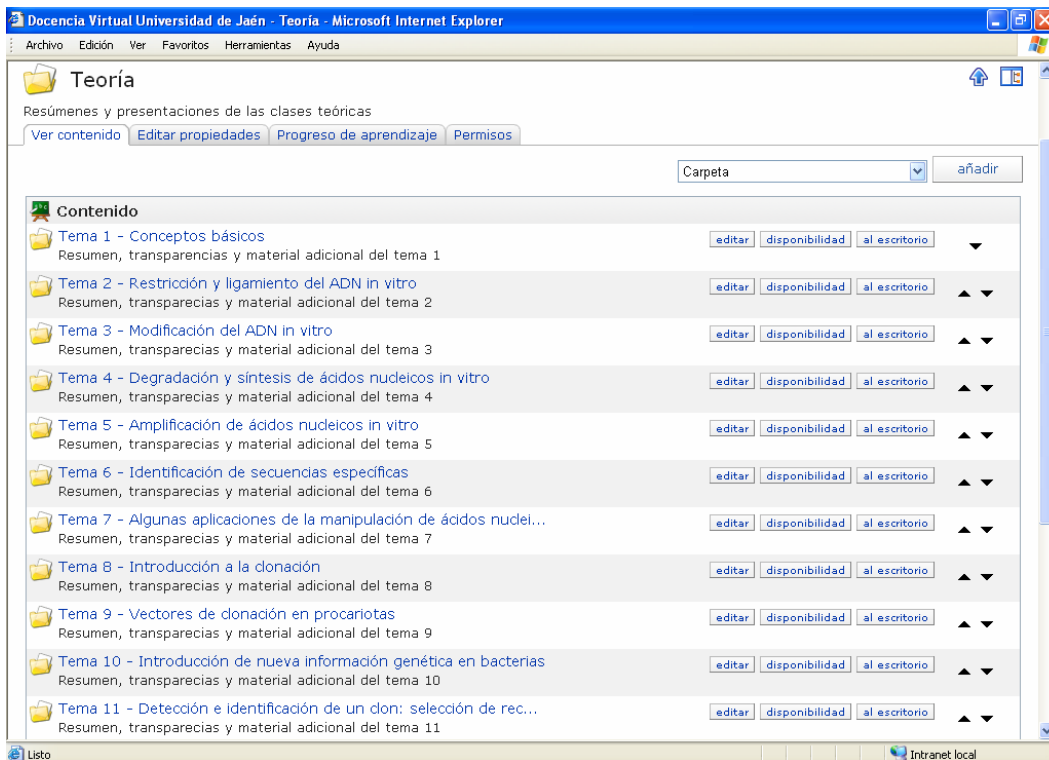 Docencia Virtual Universidad de Jaén - Teoría - Microsoft Internet Explorer
Archivo Edición Ver Favoritos Herramientas Ayuda
Teoría
Resúmenes y presentaciones de las clases teóricas
Ver contenido Editar propiedades Progreso de aprendizaje Permisos
Carpeta añadir
Contenido
Tema 1 - Conceptos básicos
editar disponibilidad al escritorio
Resumen, transparencias y material adicional del tema 1
Tema 2 - Restricción y ligamiento del ADN in vitro
editar disponibilidad al escritorio
Resumen, transparecias y material adicional del tema 2
Tema 3 - Modificación del ADN in vitro
editar disponibilidad al escritorio
Resumen, transparecias y material adicional del tema 3
Tema 4 - Degradación y síntesis de ácidos nucleicos in vitro
editar disponibilidad al escritorio
Resumen, transparecias y material adicional del tema 4
Tema 5 - Amplificación de ácidos nucleicos in vitro
editar disponibilidad al escritorio
Resumen, transparecias y material adicional del tema 5
Tema 6 - Identificación de secuencias específicas
editar disponibilidad al escritorio
Resumen, transparecias y material adicional del tema 6
Tema 7 - Algunas aplicaciones de la manipulación de ácidos nuclei...
editar disponibilidad al escritorio
Resumen, transparecias y material adicional del tema 7
Tema 8 - Introducción a la clonación
editar disponibilidad al escritorio
Resumen, transparecias y material adicional del tema 8
Tema 9 - Vectores de clonación en procariotas
editar disponibilidad al escritorio
Resumen, transparecias y material adicional del tema 9
Tema 10 - Introducción de nueva información genética en bacterias
editar disponibilidad al escritorio
Resumen, transparecias y material adicional del tema 10
Tema 11 - Detección e identificación de un clon: selección de rec...
editar disponibilidad al escritorio
Resumen, transparecias y material adicional del tema 11
Listo Intranet local